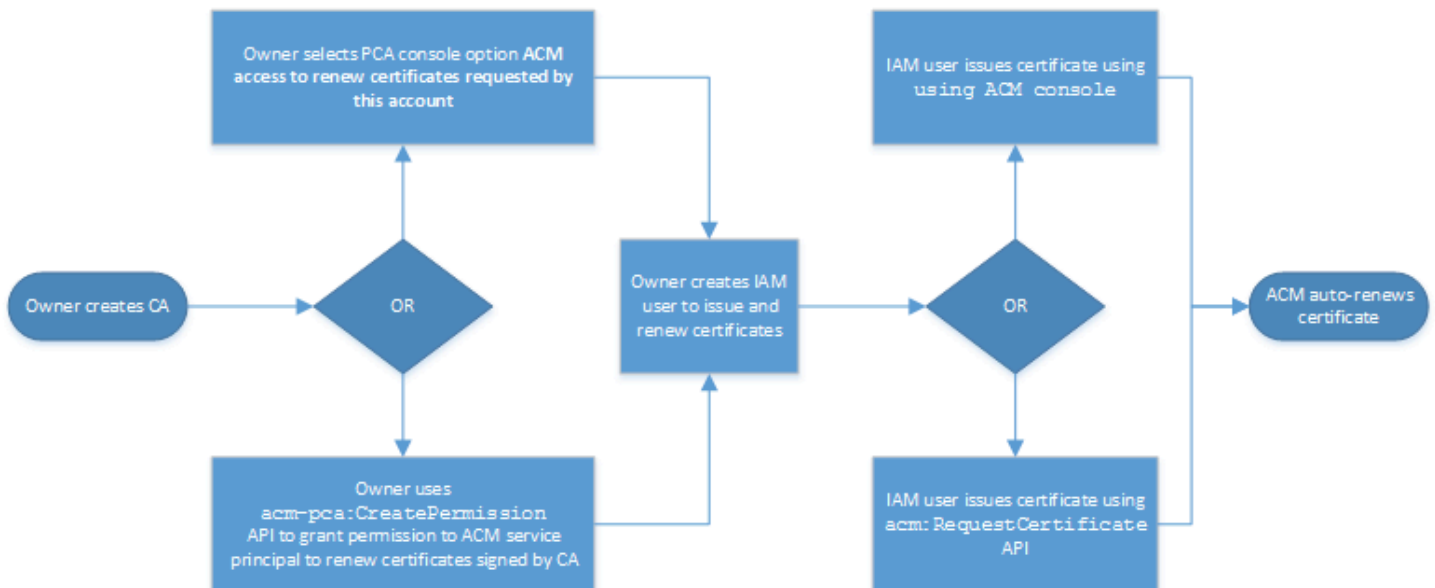 Owner creates CA
OR
Owner selects PCA console option ACM
access to renew certificates requested by
this account
Owner uses
acm-pca:CreatePermission
API to grant permission to ACM service
principal to renew certificates signed by CA
Owner creates IAM
user to issue and
renew certificates
OR
IAM user issues certificate using
using ACM console
IAM user issues certificate using
acm:RequestCertificate
API
ACM auto-renews
certificate